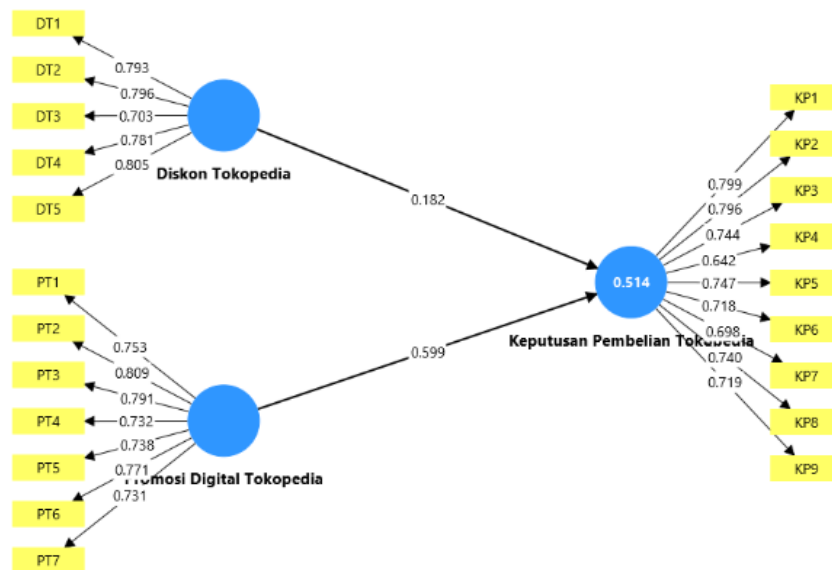 DT1
DT2
DT3
DT4
DT5
0.793
0.796
0.703
0.781
0.805
Diskon Tokopedia
0.182
PT1
PT2
PT3
PT4
PT5
PT6
PT7
0.753
0.809
0.791
0.732
0.738
0.771
0.731
Promosi Digital Tokopedia
0.599
0.514
Keputusan Pembelian Tokopedia
0.799
0.796
0.744
0.642
0.747
0.718
0.698
0.740
0.719
KP1
KP2
KP3
KP4
KP5
KP6
KP7
KP8
KP9